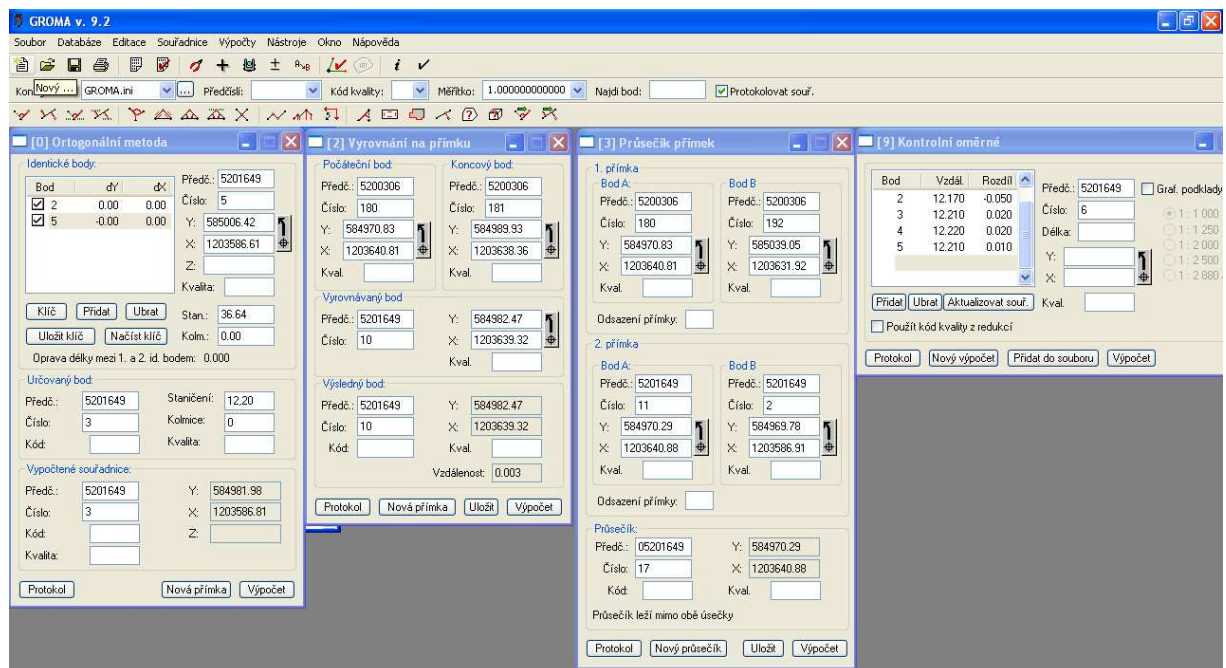 GROMA v. 9.2
Soubor Databáze Editace Souřadnice Výpočty Nástroje Okno Nápověda
Kon Nový ... GROMA.ini ... Předčíslí: Kód kvality: Měřítko: 1.000000000000 Najdi bod: Protokolovat souř.
[0] Ortogonální metoda
Identické body:
Bod dY dX
2 0.00 0.00
5 -0.00 0.00
Předč.: 5201649
Číslo: 5
Y: 585006.42
X: 1203586.61
Z:
Kvalita:
Klíč Přidat Ubrat Stan.: 36.64
Uložit klíč Načíst klíč Kolm.: 0.00
Oprava délky mezi 1. a 2. id. bodem: 0.000
Určovaný bod:
Předč.: 5201649 Staničení: 12,20
Číslo: 3 Kolmice: 0
Kód: Kvalita:
Vypočtené souřadnice:
Předč.: 5201649 Y: 584981.98
Číslo: 3 X: 1203586.81
Kód: Z:
Kvalita:
Protokol Nová přímka Výpočet
[2] Vyrovnání na přímku
Počáteční bod: Koncový bod:
Předč.: 5200306 Předč.: 5200306
Číslo: 180 Číslo: 181
Y: 584970.83 Y: 584989.93
X: 1203640.81 X: 1203638.36
Kval. Kval.
Vyrovnávaný bod
Předč.: 5201649 Y: 584982.47
Číslo: 10 X: 1203639.32
Kval.
Výsledný bod:
Předč.: 5201649 Y: 584982.47
Číslo: 10 X: 1203639.32
Kód: Kval.
Vzdálenost: 0.003
Protokol Nová přímka Uložit Výpočet
[3] Průsečík přímek
1. přímka
Bod A: Bod B
Předč.: 5200306 Předč.: 5200306
Číslo: 180 Číslo: 192
Y: 584970.83 Y: 585039.05
X: 1203640.81 X: 1203631.92
Kval. Kval.
Odsazení přímky:
2. přímka
Bod A: Bod B
Předč.: 5201649 Předč.: 5201649
Číslo: 11 Číslo: 2
Y: 584970.29 Y: 584969.78
X: 1203640.88 X: 1203586.91
Kval. Kval.
Odsazení přímky:
Průsečík:
Předč.: 05201649 Y: 584970.29
Číslo: 17 X: 1203640.88
Kód: Kval.
Průsečík leží mimo obě úsečky
Protokol Nový průsečík Uložit Výpočet
[9] Kontrolní oměrné
Bod Vzdál. Rozdíl
2 12.170 -0.050
3 12.210 0.020
4 12.220 0.020
5 12.210 0.010
Předč.: 5201649 Graf. podklady
Číslo: 6 1 : 1 000
Délka: 1 : 1 250
1 : 2 000
Y: 1 : 2 500
X: 1 : 2 880
Přidat Ubrat Aktualizovat souř. Kval.
Použít kód kvality z redukcí
Protokol Nový výpočet Přidat do souboru Výpočet